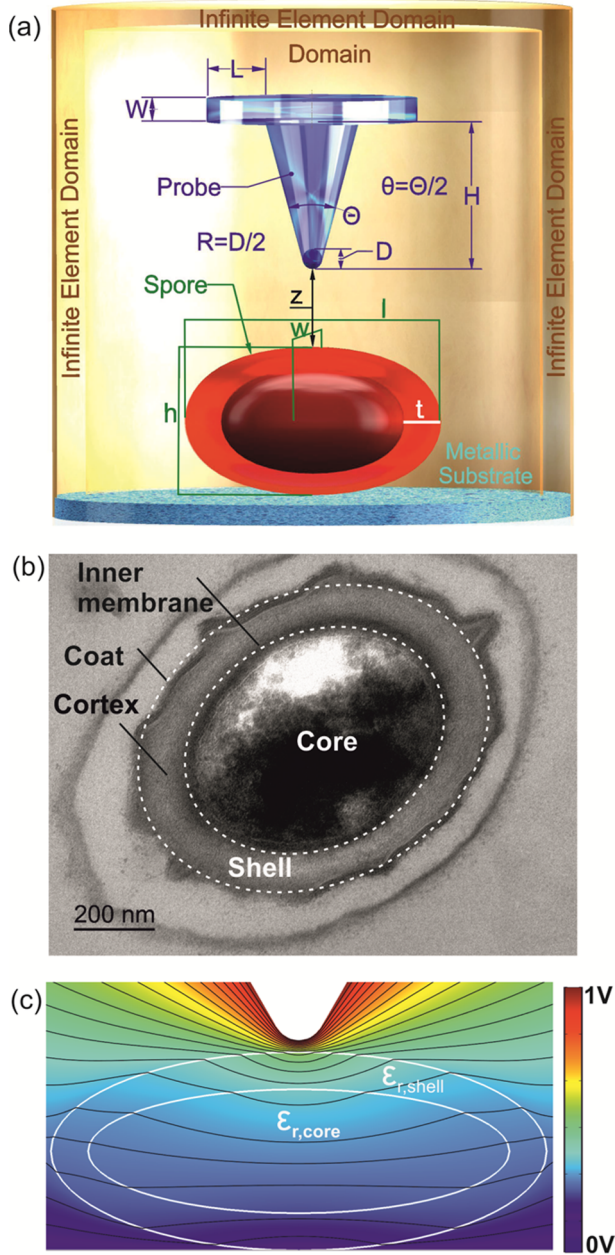 (a)
Infinite Element Domain
Domain
Infinite Element Domain
Infinite Element Domain
L
W
Probe
θ=Θ/2
H
Θ
R=D/2
D
Spore
z
l
w
h
t
Metallic
Substrate
(b)
Inner
membrane
Coat
Cortex
Core
Shell
200 nm
(c)
1V
εr,shell
εr,core
0V